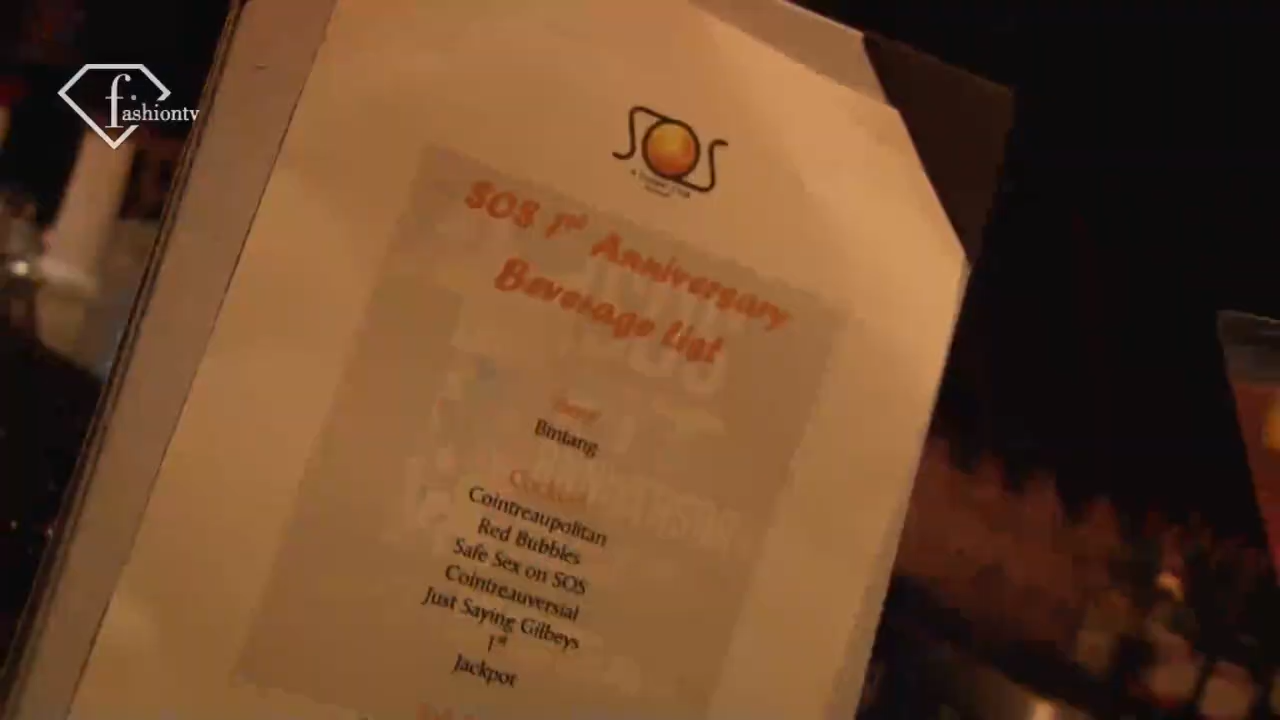 fashiontv
SOS
SOS 1st Anniversary
Beverage List
Bintang
Cocktail
Cointreaupolitan
Red Bubbles
Safe Sex on SOS
Cointreauversial
Just Saying Gilbeys
1st
Jackpot